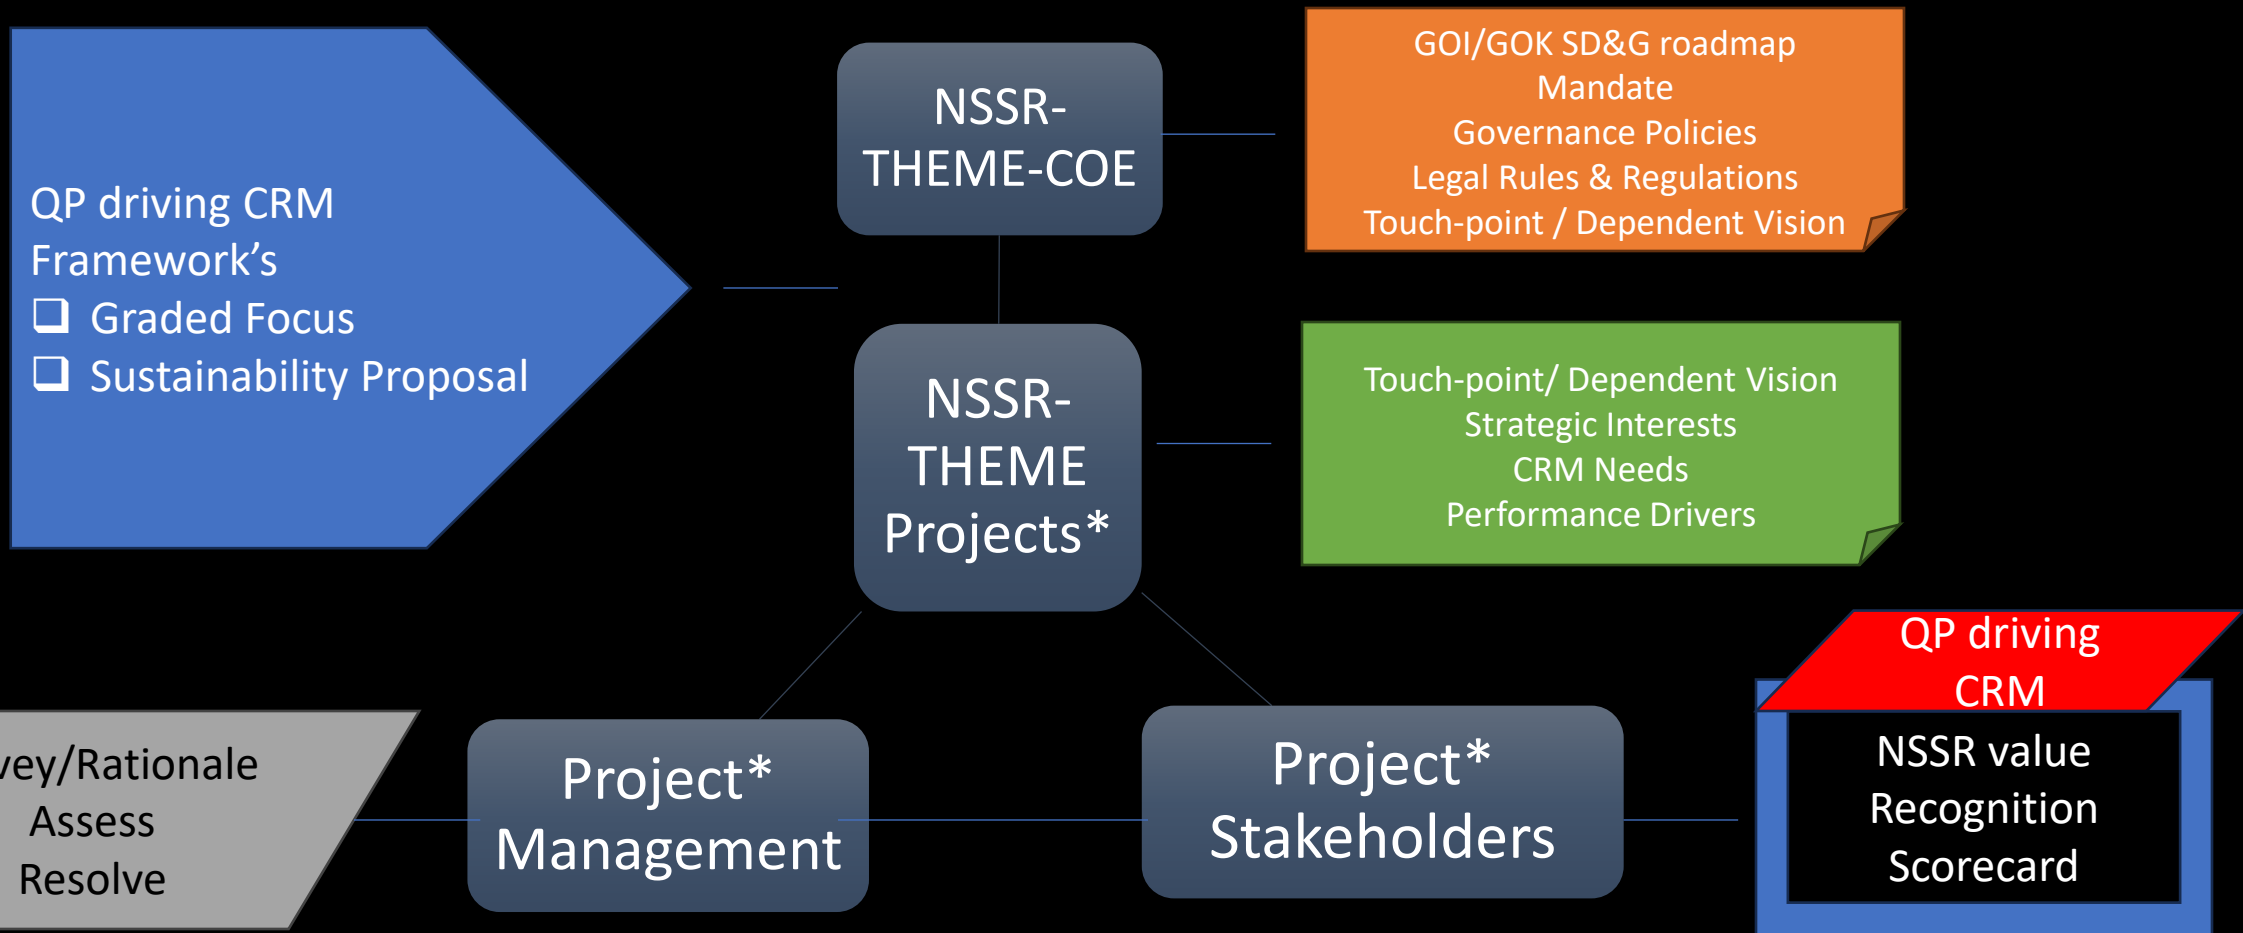 QP driving CRM
Framework's
Graded Focus
Sustainability Proposal
NSSR-
THEME-COE
GOI/GOK SD&G roadmap
Mandate
Governance Policies
Legal Rules & Regulations
Touch-point / Dependent Vision
NSSR-
THEME
Projects*
Touch-point/ Dependent Vision
Strategic Interests
CRM Needs
Performance Drivers
/Rationale
Assess
Resolve
Project*
Management
Project*
Stakeholders
QP driving
CRM
NSSR value
Recognition
Scorecard